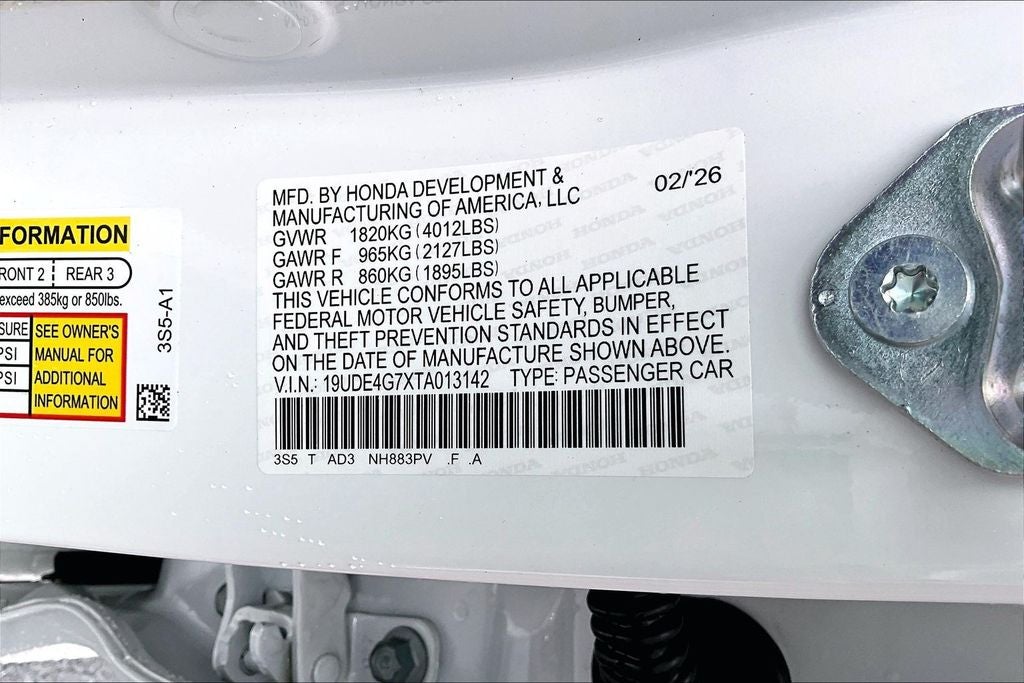 FORMATION
FRONT 2 REAR 3
exceed 385kg or 850lbs.
SURE
PSI
PSI
SEE OWNER'S
MANUAL FOR
ADDITIONAL
INFORMATION
3S5-A1
MFD. BY HONDA DEVELOPMENT &
MANUFACTURING OF AMERICA, LLC
02/'26
GVWR 1820KG (4012LBS)
GAWR F 965KG (2127LBS)
GAWR R 860KG (1895LBS)
THIS VEHICLE CONFORMS TO ALL APPLICABLE
FEDERAL MOTOR VEHICLE SAFETY, BUMPER,
AND THEFT PREVENTION STANDARDS IN EFFECT
ON THE DATE OF MANUFACTURE SHOWN ABOVE.
V.I.N.: 19UDE4G7XTA013142 TYPE: PASSENGER CAR
3S5 T AD3 NH883PV .F .A
HONDA